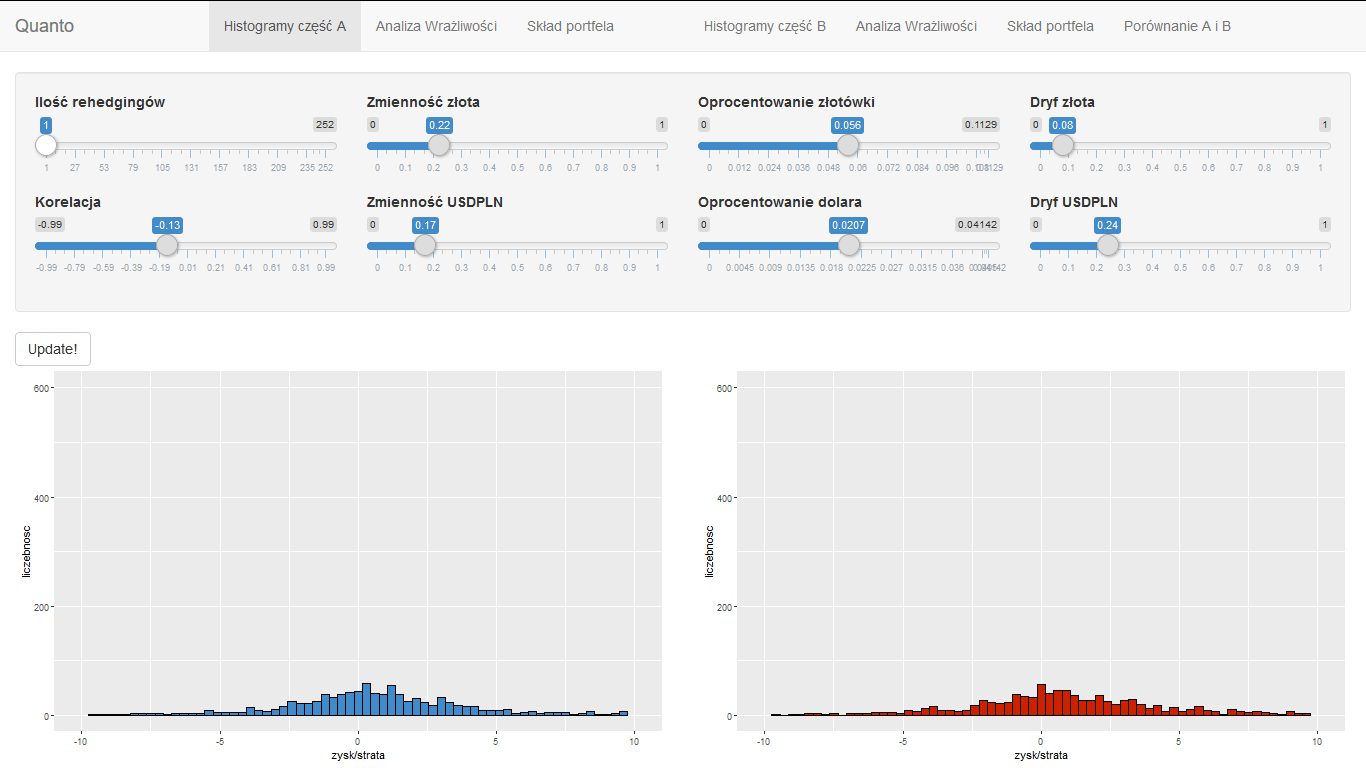 Quanto Histogramy część A Analiza Wrażliwości Skład portfela Histogramy część B Analiza Wrażliwości Skład portfela Porównanie A i B
Ilość rehedgingów Zmienność złota Oprocentowanie złotówki Dryf złota
1 252 0 0.22 1 0 0.056 0.1129 0 0.08 1
1 27 53 79 105 131 157 183 209 235 252 0 0.1 0.2 0.3 0.4 0.5 0.6 0.7 0.8 0.9 1 0 0.012 0.024 0.036 0.048 0.06 0.072 0.084 0.096 0.1129 0 0.1 0.2 0.3 0.4 0.5 0.6 0.7 0.8 0.9 1
Korelacja Zmienność USDPLN Oprocentowanie dolara Dryf USDPLN
-0.99 -0.13 0.99 0 0.17 1 0 0.0207 0.04142 0 0.24 1
-0.99 -0.79 -0.59 -0.39 -0.19 0.01 0.21 0.41 0.61 0.81 0.99 0 0.1 0.2 0.3 0.4 0.5 0.6 0.7 0.8 0.9 1 0 0.0045 0.009 0.0135 0.018 0.0225 0.027 0.0315 0.036 0 0.1 0.2 0.3 0.4 0.5 0.6 0.7 0.8 0.9 1
Update!
600
400
200
0
liczebnosc
-10 -5 0 5 10
zysk/strata
600
400
200
0
liczebnosc
-10 -5 0 5 10
zysk/strata